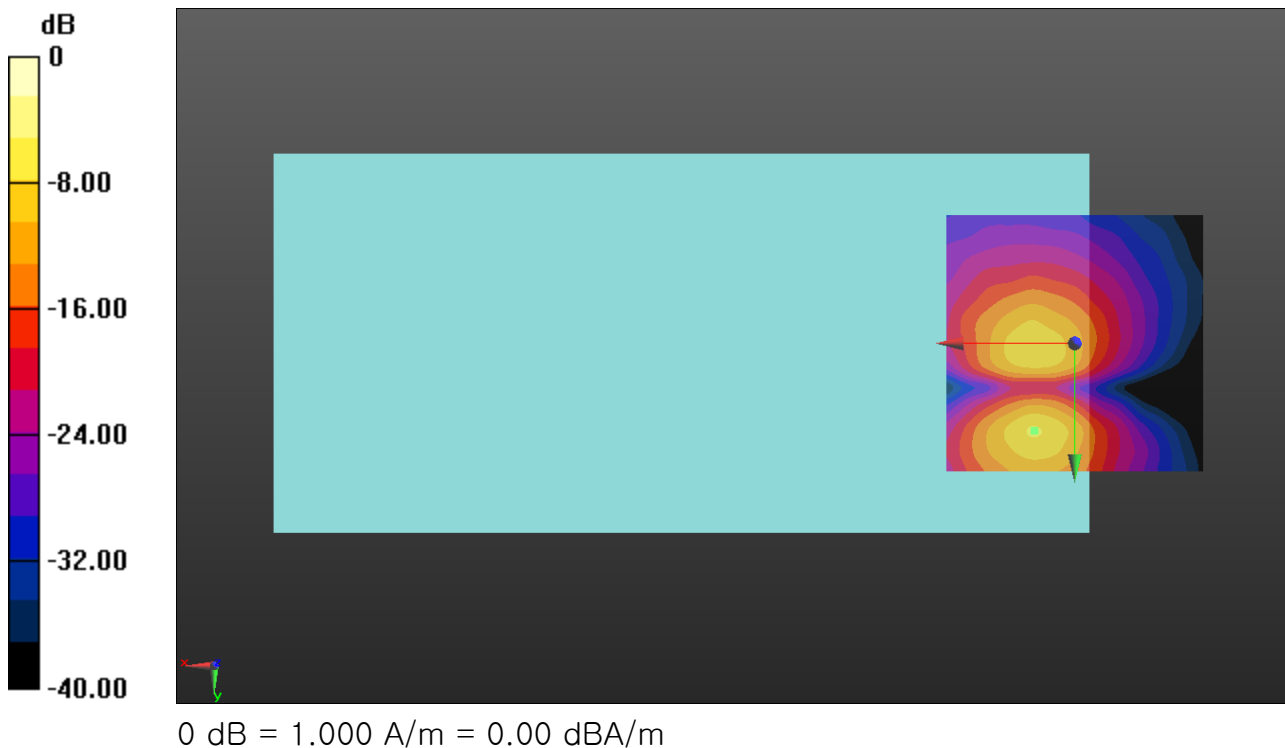 dB
0
-8.00
-16.00
-24.00
-32.00
-40.00
x
z
y
0 dB = 1.000 A/m = 0.00 dBA/m